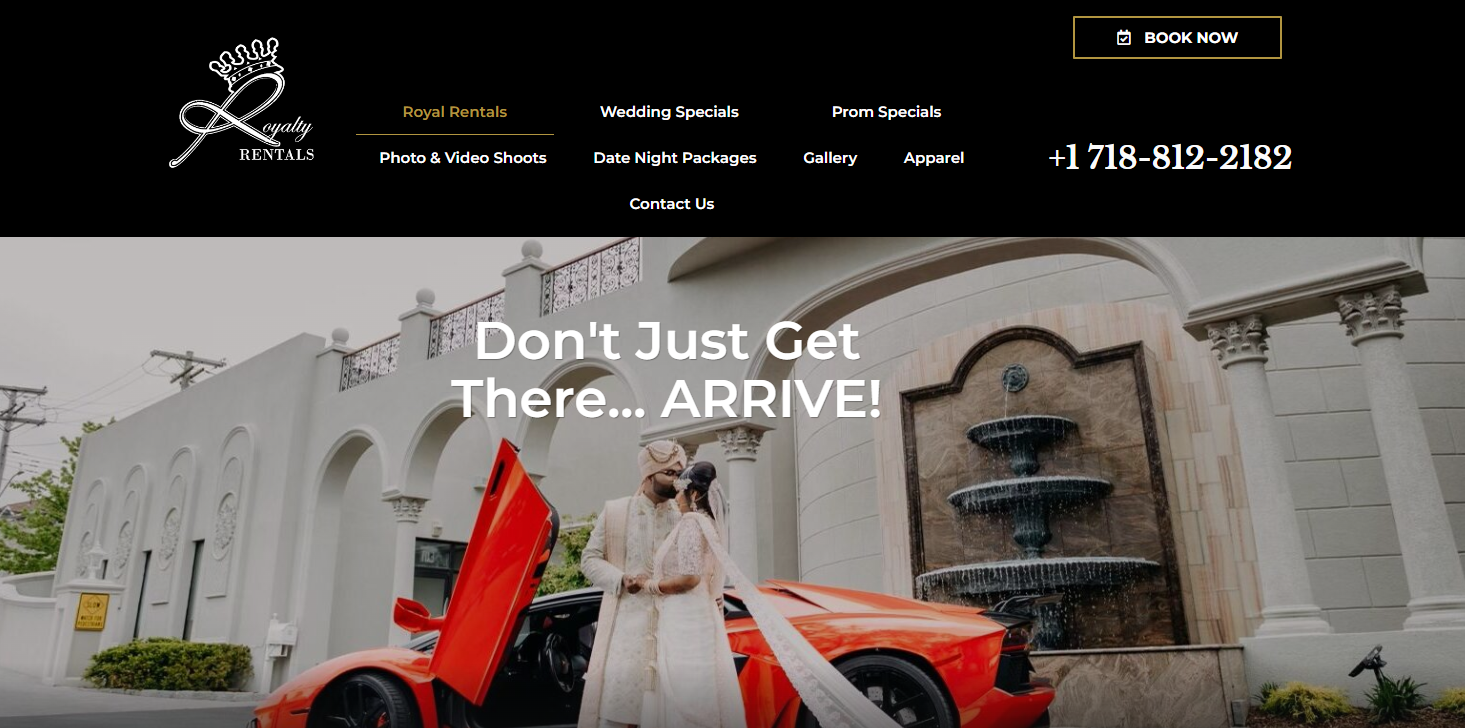 BOOK NOW
Royalty
RENTALS
Royal Rentals
Wedding Specials
Prom Specials
Photo & Video Shoots
Date Night Packages
Gallery
Apparel
Contact Us
+1 718-812-2182
Don't Just Get
There... ARRIVE!
SLOW